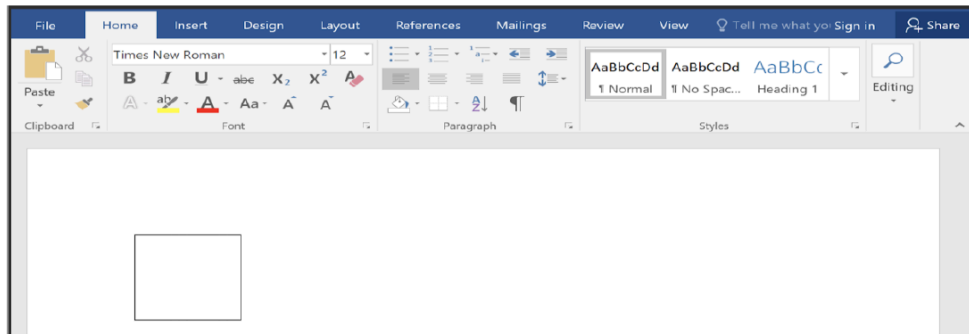 File Home Insert Design Layout References Mailings Review View Tell me what yo Sign in Share
Times New Roman 12
Paste B I U abc X₂ X² A
A aby A Aa A A
AaBbCcDd AaBbCcDd AaBbCc
¶ Normal ¶ No Spac... Heading 1
Editing
Clipboard Font Paragraph Styles